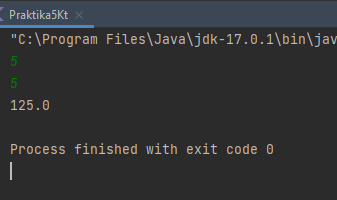 Praktika5Kt
"C:\Program Files\Java\jdk-17.0.1\bin\jav
5
5
125.0
Process finished with exit code 0